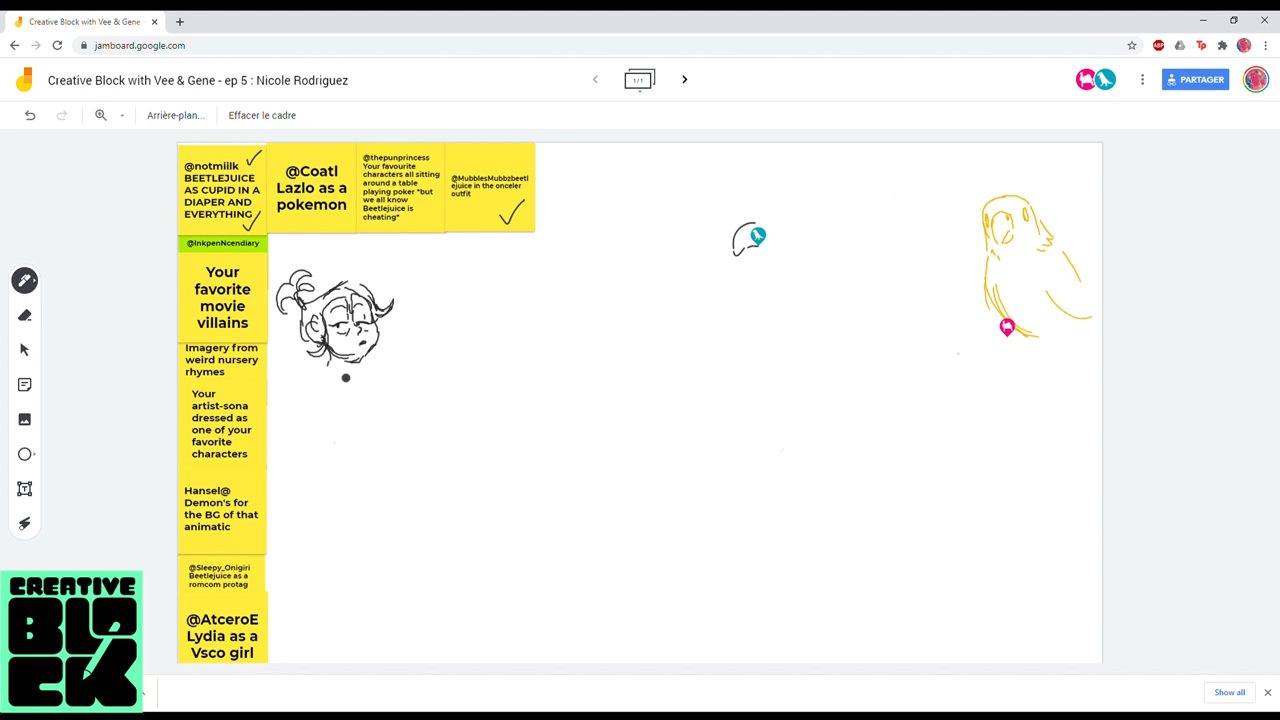 Creative Block with Vee & Gene -
jamboard.google.com
ABP
Tp
Creative Block with Vee & Gene - ep 5 : Nicole Rodriguez
1/1
PARTAGER
Arrière-plan...
Effacer le cadre
@notmiilk
BEETLEJUICE
AS CUPID IN A
DIAPER AND
EVERYTHING
@Coatl
Lazlo as a
pokemon
@thepunprincess
Your favourite
characters all sitting
around a table
playing poker *but
we all know
Beetlejuice is
cheating*
@MubblesMubbzbeetl
ejuice in the onceler
outfit
@InkpenNcendiary
Your
favorite
movie
villains
Imagery from
weird nursery
rhymes
Your
artist-sona
dressed as
one of your
favorite
characters
Hansel@
Demon's for
the BG of that
animatic
@Sleepy_Onigiri
Beetlejuice as a
romcom protag
@AtceroE
Lydia as a
Vsco girl
CREATIVE
BLOCK
Show all